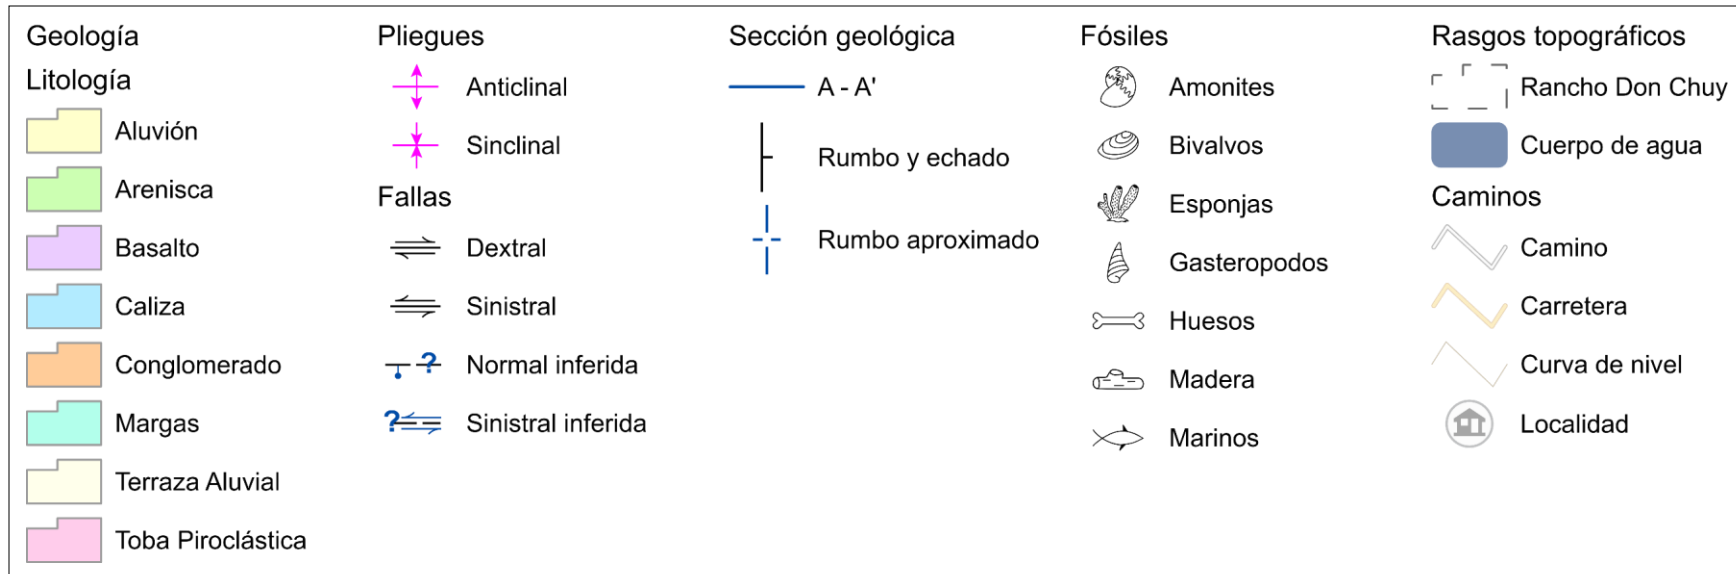 Geología
Litología
Aluvión
Arenisca
Basalto
Caliza
Conglomerado
Margas
Terraza Aluvial
Toba Piroclástica
Pliegues
Anticlinal
Sinclinal
Fallas
Dextral
Sinistral
? Normal inferida
? Sinistral inferida
Sección geológica
A - A'
Rumbo y echado
Rumbo aproximado
Fósiles
Amonites
Bivalvos
Esponjas
Gasteropodos
Huesos
Madera
Marinos
Rasgos topográficos
Rancho Don Chuy
Cuerpo de agua
Caminos
Camino
Carretera
Curva de nivel
Localidad